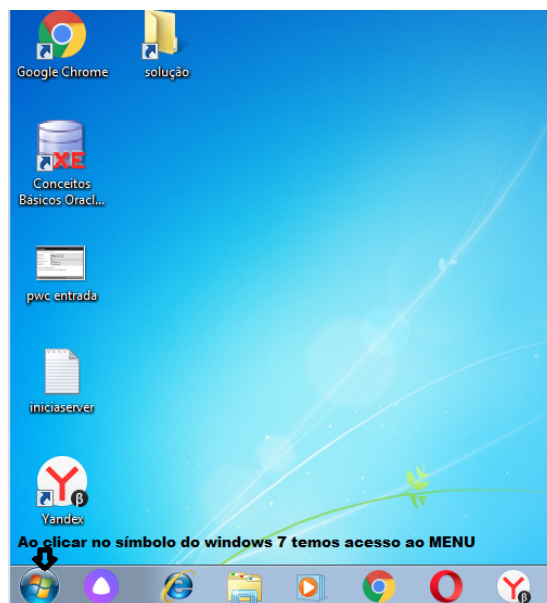 Google Chrome
solução
XE
Conceitos
Básicos Oracl...
pwc entrada
iniciaserver
Y β
Yandex
Ao clicar no símbolo do windows 7 temos acesso ao MENU